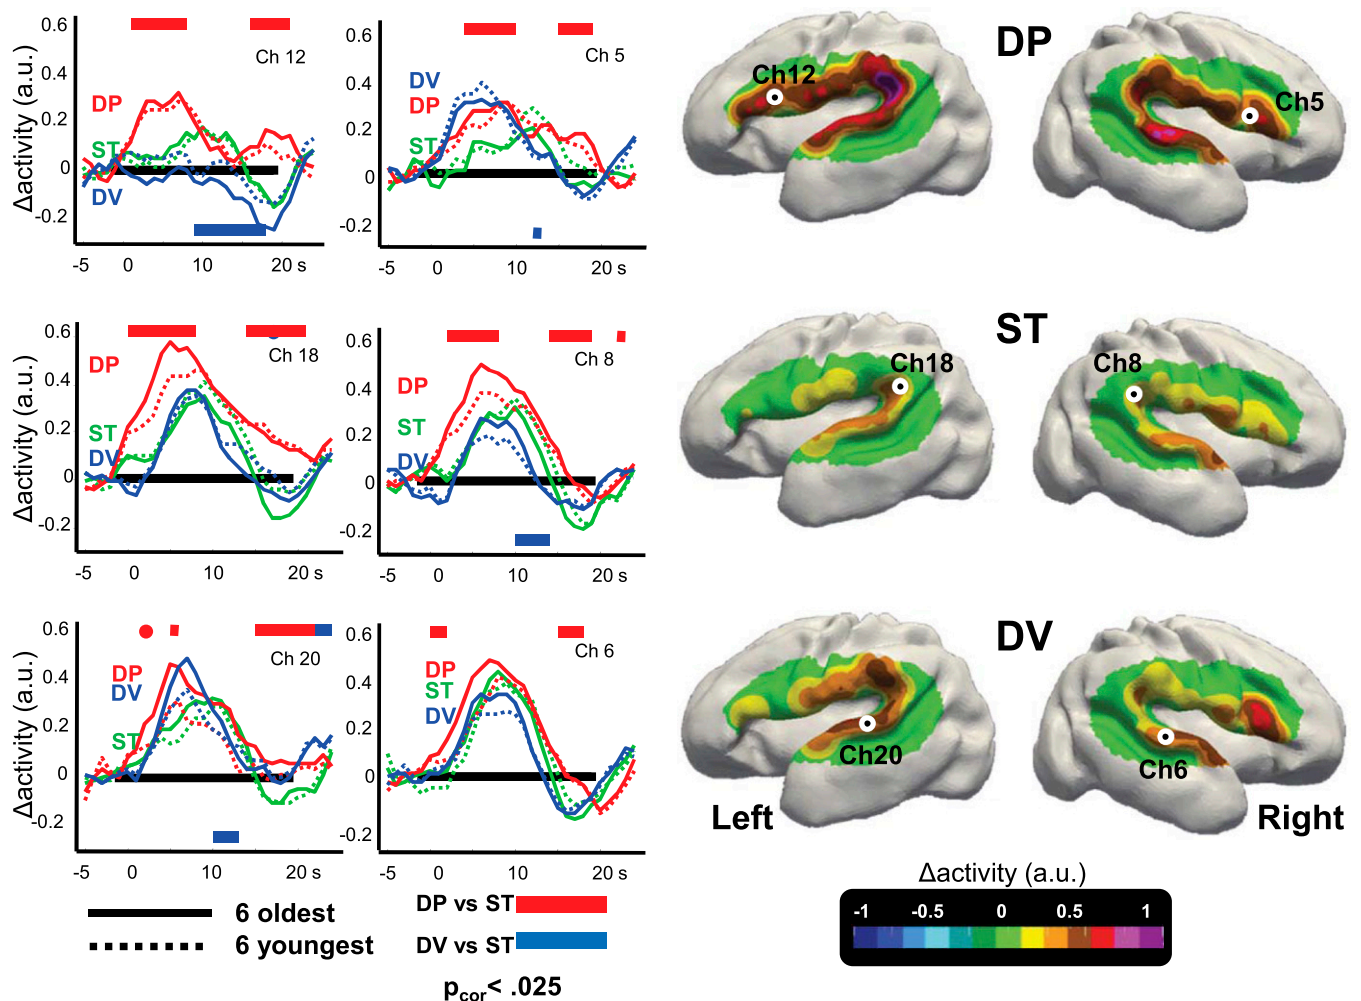 Δactivity (a.u.)
0.6
0.4
0.2
0
-0.2
Ch 12
DP
ST
DV
-5 0 10 20 s
0.6
0.4
0.2
0
-0.2
Ch 5
DV
DP
ST
-5 0 10 20 s
DP
Ch12
Ch5
Δactivity (a.u.)
0.6
0.4
0.2
0
-0.2
Ch 18
DP
ST
DV
-5 0 10 20 s
0.6
0.4
0.2
0
-0.2
Ch 8
DP
ST
DV
-5 0 10 20 s
ST
Ch18
Ch8
Δactivity (a.u.)
0.6
0.4
0.2
0
-0.2
Ch 20
DP
DV
ST
-5 0 10 20 s
0.6
0.4
0.2
0
-0.2
Ch 6
DP
ST
DV
-5 0 10 20 s
DV
Ch20
Ch6
Left
Right
6 oldest
6 youngest
DP vs ST
DV vs ST
pcor< .025
Δactivity (a.u.)
-1 -0.5 0 0.5 1